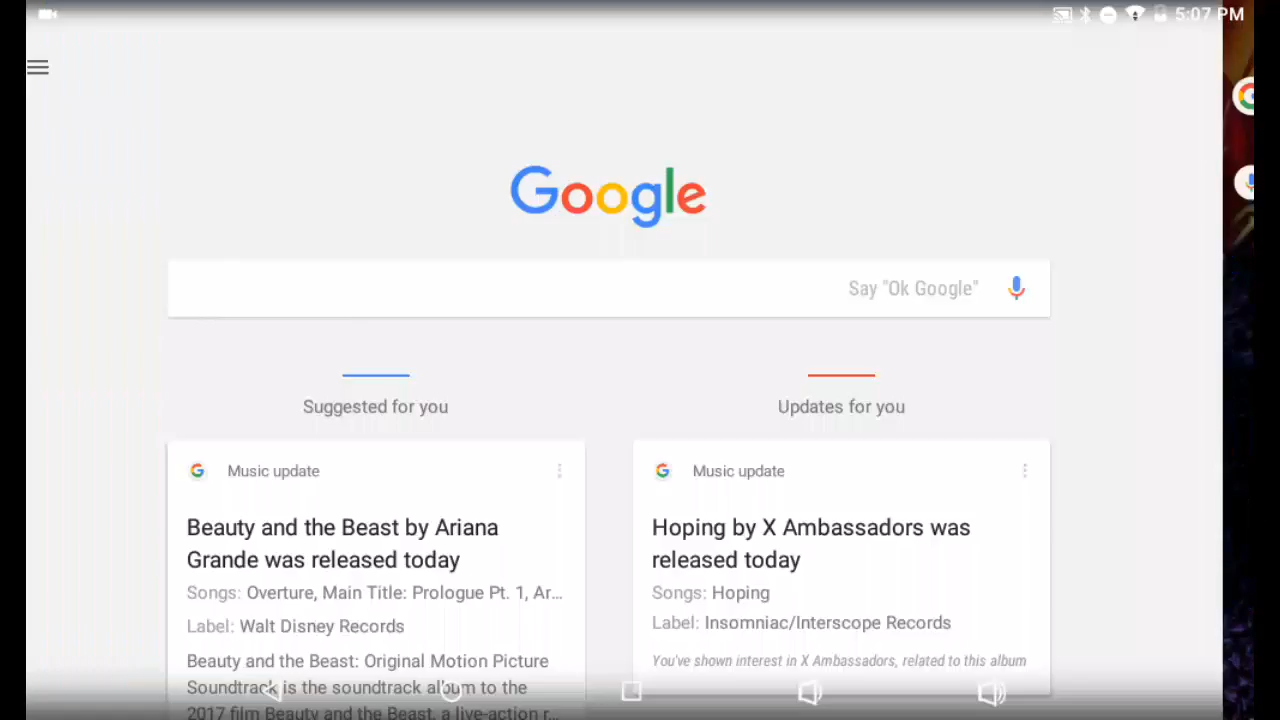 5:07 PM
Google
Say "Ok Google"
Suggested for you
Updates for you
Music update
Beauty and the Beast by Ariana
Grande was released today
Songs: Overture, Main Title: Prologue Pt. 1, Ar...
Label: Walt Disney Records
Beauty and the Beast: Original Motion Picture
Soundtrack is the soundtrack album to the
2017 film Beauty and the Beast, a live-action r...
Music update
Hoping by X Ambassadors was
released today
Songs: Hoping
Label: Insomniac/Interscope Records
You've shown interest in X Ambassadors, related to this album